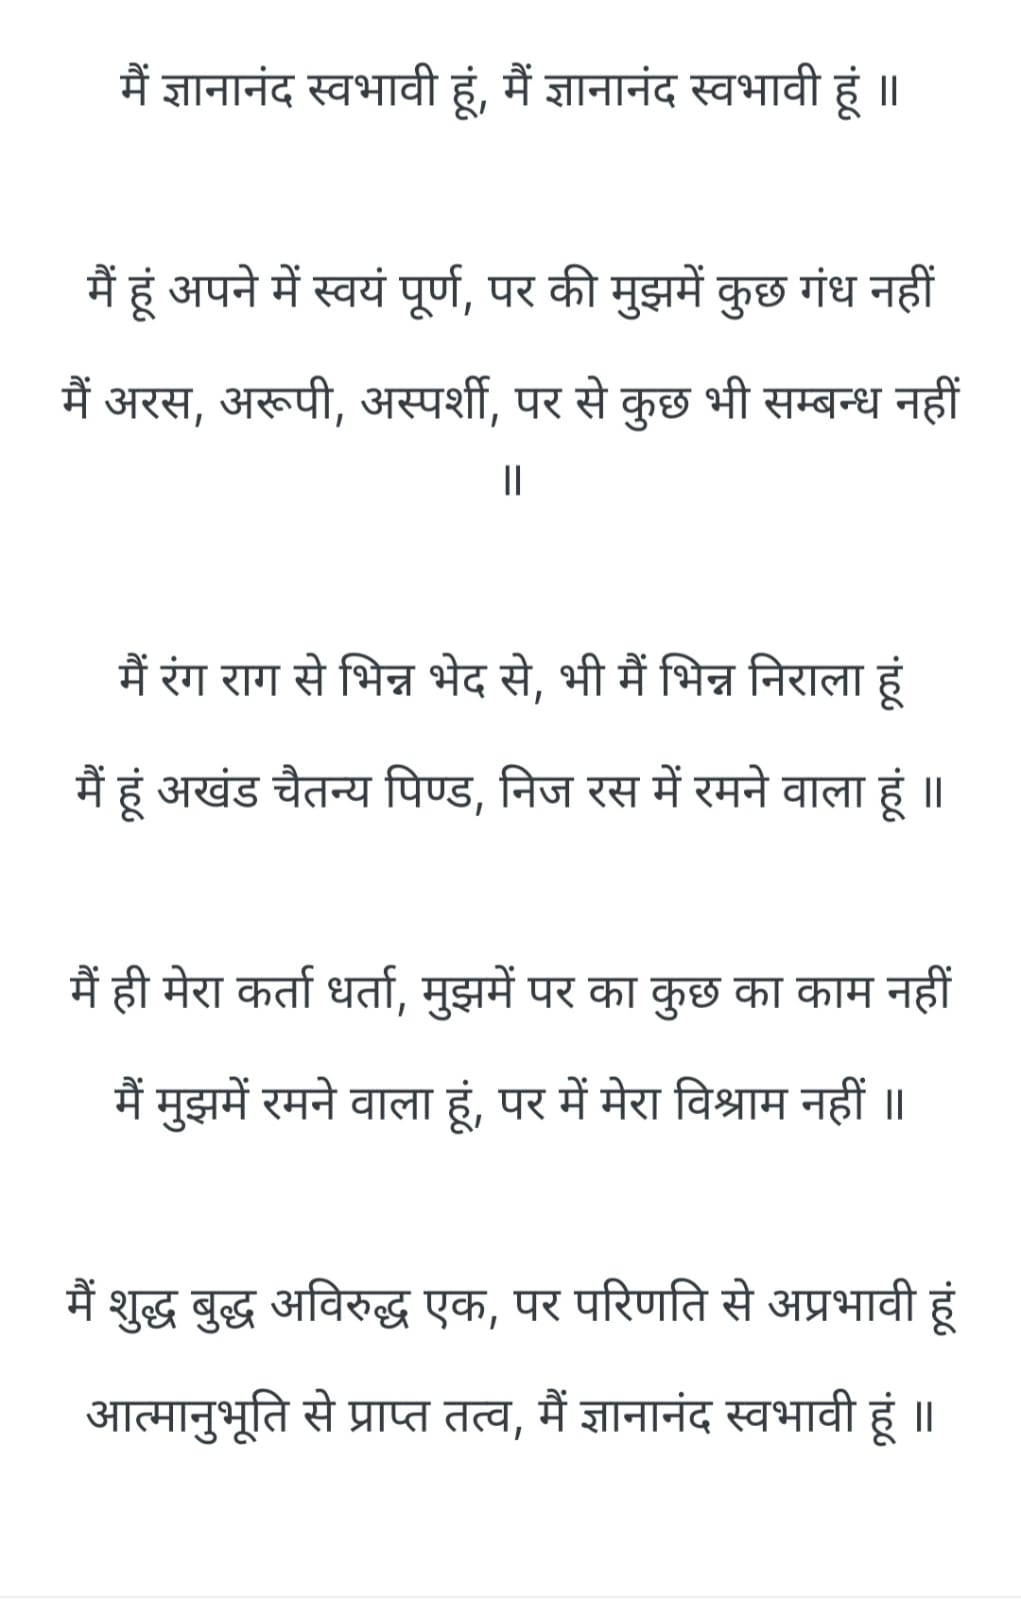 मैं ज्ञानानंद स्वभावी हूं, मैं ज्ञानानंद स्वभावी हूं ॥
मैं हूं अपने में स्वयं पूर्ण, पर की मुझमें कुछ गंध नहीं
मैं अरस, अरूपी, अस्पर्शी, पर से कुछ भी सम्बन्ध नहीं
॥
मैं रंग राग से भिन्न भेद से, भी मैं भिन्न निराला हूं
मैं हूं अखंड चैतन्य पिण्ड, निज रस में रमने वाला हूं ॥
मैं ही मेरा कर्ता धर्ता, मुझमें पर का कुछ का काम नहीं
मैं मुझमें रमने वाला हूं, पर में मेरा विश्राम नहीं ॥
मैं शुद्ध बुद्ध अविरुद्ध एक, पर परिणति से अप्रभावी हूं
आत्मानुभूति से प्राप्त तत्व, मैं ज्ञानानंद स्वभावी हूं ॥